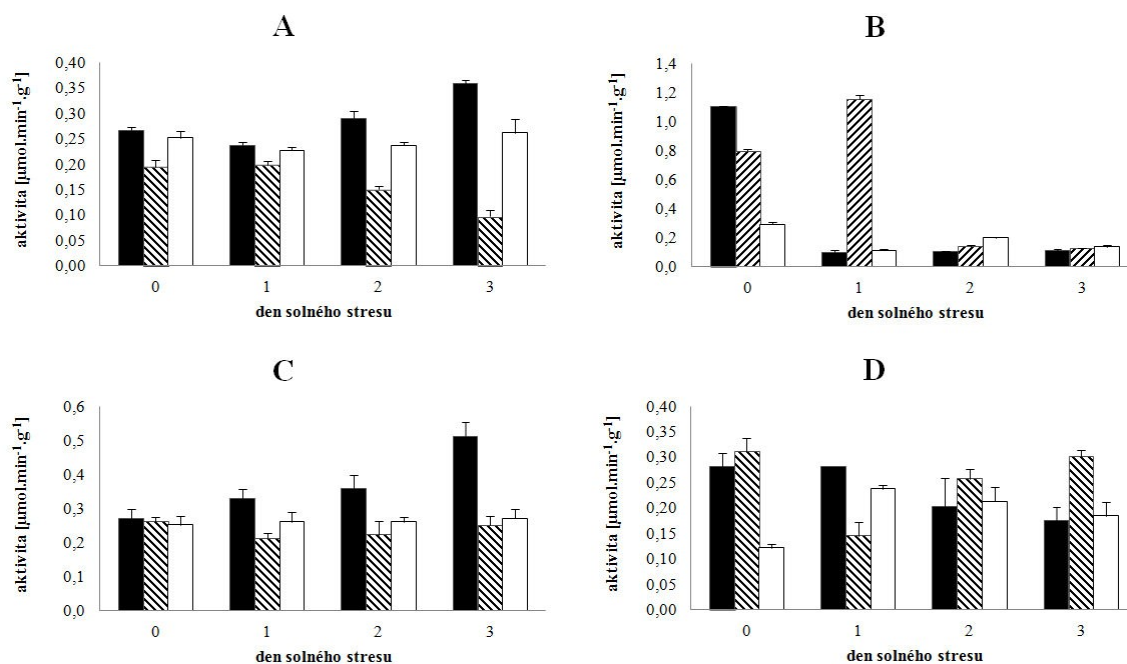 A
aktivita [µmol.min⁻¹.g⁻¹]
0,40
0,35
0,30
0,25
0,20
0,15
0,10
0,05
0,00
0 1 2 3
den solného stresu
B
aktivita [µmol.min⁻¹.g⁻¹]
1,4
1,2
1,0
0,8
0,6
0,4
0,2
0,0
0 1 2 3
den solného stresu
C
aktivita [µmol.min⁻¹.g⁻¹]
0,6
0,5
0,4
0,3
0,2
0,1
0,0
0 1 2 3
den solného stresu
D
aktivita [µmol.min⁻¹.g⁻¹]
0,40
0,35
0,30
0,25
0,20
0,15
0,10
0,05
0,00
0 1 2 3
den solného stresu